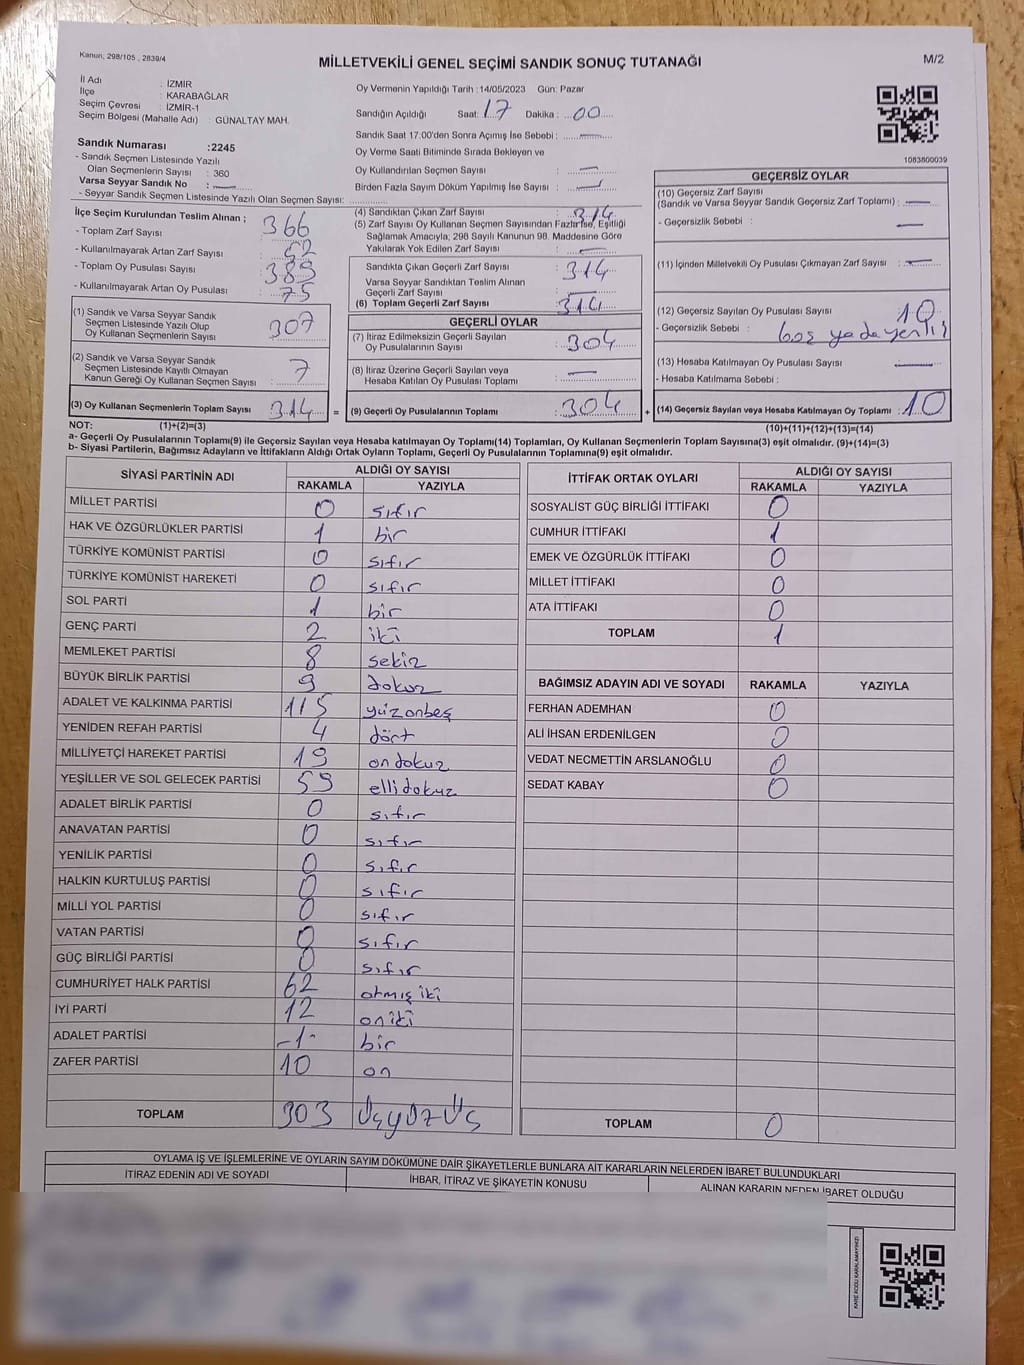 Kanun, 298/105 , 2839/4
MİLLETVEKİLİ GENEL SEÇİMİ SANDIK SONUÇ TUTANAĞI
M/2
İl Adı : İZMİR
İlçe : KARABAĞLAR
Seçim Çevresi : İZMİR-1
Seçim Bölgesi (Mahalle Adı) : GÜNALTAY MAH.
Sandık Numarası :2245
- Sandık Seçmen Listesinde Yazılı
Olan Seçmenlerin Sayısı : 360
Varsa Seyyar Sandık No : —
- Seyyar Sandık Seçmen Listesinde Yazılı Olan Seçmen Sayısı:
Oy Vermenin Yapıldığı Tarih :14/05/2023 Gün: Pazar
Sandığın Açıldığı Saat: 17 Dakika : 00
Sandık Saat 17:00'den Sonra Açımış İse Sebebi : —
Oy Verme Saati Bitiminde Sırada Bekleyen ve
Oy Kullandırılan Seçmen Sayısı : —
Birden Fazla Sayım Döküm Yapılmış İse Sayısı : —
1083800039
İlçe Seçim Kurulundan Teslim Alınan ;
- Toplam Zarf Sayısı : 366
- Kullanılmayarak Artan Zarf Sayısı : 52
- Toplam Oy Pusulası Sayısı : 389
- Kullanılmayarak Artan Oy Pusulası : 75
(1) Sandık ve Varsa Seyyar Sandık
Seçmen Listesinde Yazılı Olup
Oy Kullanan Seçmenlerin Sayısı : 307
(2) Sandık ve Varsa Seyyar Sandık
Seçmen Listesinde Kayıtlı Olmayan
Kanun Gereği Oy Kullanan Seçmen Sayısı : 7
(3) Oy Kullanan Seçmenlerin Toplam Sayısı : 314 =
(4) Sandıktan Çıkan Zarf Sayısı : 314
(5) Zarf Sayısı Oy Kullanan Seçmen Sayısından Fazla İse, Eşitliği
Sağlamak Amacıyla; 298 Sayılı Kanunun 98. Maddesine Göre
Yakılarak Yok Edilen Zarf Sayısı : —
Sandıkta Çıkan Geçerli Zarf Sayısı : 314
Varsa Seyyar Sandıktan Teslim Alınan
Geçerli Zarf Sayısı : —
(6) Toplam Geçerli Zarf Sayısı : 314
GEÇERLİ OYLAR
(7) İtiraz Edilmeksizin Geçerli Sayılan
Oy Pusulalarının Sayısı : 304
(8) İtiraz Üzerine Geçerli Sayılan veya
Hesaba Katılan Oy Pusulası Toplamı : —
(9) Geçerli Oy Pusulalarının Toplamı : 304 +
GEÇERSİZ OYLAR
(10) Geçersiz Zarf Sayısı
(Sandık ve Varsa Seyyar Sandık Geçersiz Zarf Toplamı) : —
- Geçersizlik Sebebi : —
(11) İçinden Milletvekili Oy Pusulası Çıkmayan Zarf Sayısı : —
(12) Geçersiz Sayılan Oy Pusulası Sayısı : 10
- Geçersizlik Sebebi : boş yada
(13) Hesaba Katılmayan Oy Pusulası Sayısı : —
- Hesaba Katılmama Sebebi :
(14) Geçersiz Sayılan veya Hesaba Katılmayan Oy Toplamı : 10
NOT: (1)+(2)=(3)
(10)+(11)+(12)+(13)=(14)
a- Geçerli Oy Pusulalarının Toplamı(9) ile Geçersiz Sayılan veya Hesaba katılmayan Oy Toplamı(14) Toplamları, Oy Kullanan Seçmenlerin Toplam Sayısına(3) eşit olmalıdır. (9)+(14)=(3)
b- Siyasi Partilerin, Bağımsız Adayların ve İttifakların Aldığı Ortak Oyların Toplamı, Geçerli Oy Pusulalarının Toplamına(9) eşit olmalıdır.
SİYASİ PARTİNİN ADI ALDIĞI OY SAYISI
RAKAMLA YAZIYLA
MİLLET PARTİSİ 0 sıfır
HAK VE ÖZGÜRLÜKLER PARTİSİ 1 bir
TÜRKİYE KOMÜNİST PARTİSİ 0 sıfır
TÜRKİYE KOMÜNİST HAREKETİ 0 sıfır
SOL PARTİ 1 bir
GENÇ PARTİ 2 iki
MEMLEKET PARTİSİ 8 sekiz
BÜYÜK BİRLİK PARTİSİ 9 dokuz
ADALET VE KALKINMA PARTİSİ 115 yüzonbeş
YENİDEN REFAH PARTİSİ 4 dört
MİLLİYETÇİ HAREKET PARTİSİ 19 ondokuz
YEŞİLLER VE SOL GELECEK PARTİSİ 59 ellidokuz
ADALET BİRLİK PARTİSİ 0 sıfır
ANAVATAN PARTİSİ 0 sıfır
YENİLİK PARTİSİ 0 sıfır
HALKIN KURTULUŞ PARTİSİ 0 sıfır
MİLLİ YOL PARTİSİ 0 sıfır
VATAN PARTİSİ 0 sıfır
GÜÇ BİRLİĞİ PARTİSİ 0 sıfır
CUMHURİYET HALK PARTİSİ 62 atmış iki
İYİ PARTİ 12 oniki
ADALET PARTİSİ -1- bir
ZAFER PARTİSİ 10 on
TOPLAM 303 ÜçyüzÜç
İTTİFAK ORTAK OYLARI ALDIĞI OY SAYISI
RAKAMLA YAZIYLA
SOSYALİST GÜÇ BİRLİĞİ İTTİFAKI 0
CUMHUR İTTİFAKI 1
EMEK VE ÖZGÜRLÜK İTTİFAKI 0
MİLLET İTTİFAKI 0
ATA İTTİFAKI 0
TOPLAM 1
BAĞIMSIZ ADAYIN ADI VE SOYADI RAKAMLA YAZIYLA
FERHAN ADEMHAN 0
ALİ İHSAN ERDENİLGEN 0
VEDAT NECMETTİN ARSLANOĞLU 0
SEDAT KABAY 0
TOPLAM 0
OYLAMA İŞ VE İŞLEMLERİNE VE OYLARIN SAYIM DÖKÜMÜNE DAİR ŞİKAYETLERLE BUNLARA AİT KARARLARIN NELERDEN İBARET BULUNDUKLARI
İTİRAZ EDENİN ADI VE SOYADI İHBAR, İTİRAZ VE ŞİKAYETİN KONUSU ALINAN KARARIN NEDEN İBARET OLDUĞU
KARE KODU KARALAMAYINIZ!